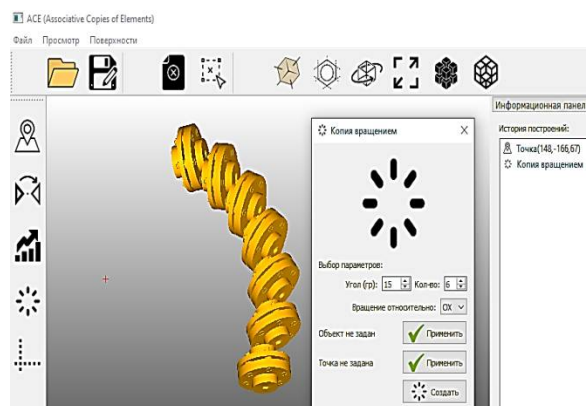 ACE (Associative Copies of Elements)
Файл Просмотр Поверхности
Информационная панель
История построений:
Точка(148,-166,67)
Копия вращением
Копия вращением
Выбор параметров:
Угол (гр): 15 Кол-во: 6
Вращение относительно: OX
Объект не задан Применить
Точка не задана Применить
Создать